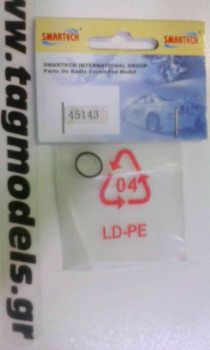 SMARTECH
SMARTECH
SMARTECH INTERNATIONAL GROUP
Parts On Radio Controlled Model
45143
04
LD-PE
www.tagmodels.gr